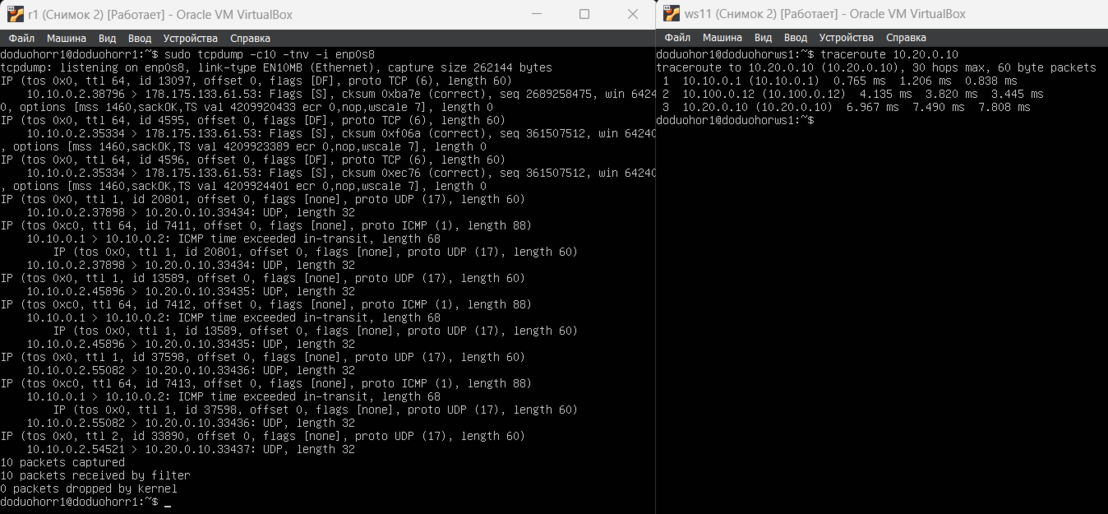 r1 (Снимок 2) [Работает] - Oracle VM VirtualBox
Файл Машина Вид Ввод Устройства Справка
doduohorr1@doduohorr1:~$ sudo tcpdump -c10 -tnv -i enp0s8
tcpdump: listening on enp0s8, link-type EN10MB (Ethernet), capture size 262144 bytes
IP (tos 0x0, ttl 64, id 13097, offset 0, flags [DF], proto TCP (6), length 60)
10.10.0.2.38796 > 178.175.133.61.53: Flags [S], cksum 0xba7e (correct), seq 2689258475, win 6424
0, options [mss 1460,sackOK,TS val 4209920433 ecr 0,nop,wscale 7], length 0
IP (tos 0x0, ttl 64, id 4595, offset 0, flags [DF], proto TCP (6), length 60)
10.10.0.2.35334 > 178.175.133.61.53: Flags [S], cksum 0xf06a (correct), seq 361507512, win 64240
, options [mss 1460,sackOK,TS val 4209923389 ecr 0,nop,wscale 7], length 0
IP (tos 0x0, ttl 64, id 4596, offset 0, flags [DF], proto TCP (6), length 60)
10.10.0.2.35334 > 178.175.133.61.53: Flags [S], cksum 0xec76 (correct), seq 361507512, win 64240
, options [mss 1460,sackOK,TS val 4209924401 ecr 0,nop,wscale 7], length 0
IP (tos 0x0, ttl 1, id 20801, offset 0, flags [none], proto UDP (17), length 60)
10.10.0.2.37898 > 10.20.0.10.33434: UDP, length 32
IP (tos 0xc0, ttl 64, id 7411, offset 0, flags [none], proto ICMP (1), length 88)
10.10.0.1 > 10.10.0.2: ICMP time exceeded in-transit, length 68
IP (tos 0x0, ttl 1, id 20801, offset 0, flags [none], proto UDP (17), length 60)
10.10.0.2.37898 > 10.20.0.10.33434: UDP, length 32
IP (tos 0x0, ttl 1, id 13589, offset 0, flags [none], proto UDP (17), length 60)
10.10.0.2.45896 > 10.20.0.10.33435: UDP, length 32
IP (tos 0xc0, ttl 64, id 7412, offset 0, flags [none], proto ICMP (1), length 88)
10.10.0.1 > 10.10.0.2: ICMP time exceeded in-transit, length 68
IP (tos 0x0, ttl 1, id 13589, offset 0, flags [none], proto UDP (17), length 60)
10.10.0.2.45896 > 10.20.0.10.33435: UDP, length 32
IP (tos 0x0, ttl 1, id 37598, offset 0, flags [none], proto UDP (17), length 60)
10.10.0.2.55082 > 10.20.0.10.33436: UDP, length 32
IP (tos 0xc0, ttl 64, id 7413, offset 0, flags [none], proto ICMP (1), length 88)
10.10.0.1 > 10.10.0.2: ICMP time exceeded in-transit, length 68
IP (tos 0x0, ttl 1, id 37598, offset 0, flags [none], proto UDP (17), length 60)
10.10.0.2.55082 > 10.20.0.10.33436: UDP, length 32
IP (tos 0x0, ttl 2, id 33890, offset 0, flags [none], proto UDP (17), length 60)
10.10.0.2.54521 > 10.20.0.10.33437: UDP, length 32
10 packets captured
10 packets received by filter
0 packets dropped by kernel
doduohorr1@doduohorr1:~$ _
ws11 (Снимок 2) [Работает] - Oracle VM VirtualBox
Файл Машина Вид Ввод Устройства Справка
doduohor1@doduohorws1:~$ traceroute 10.20.0.10
traceroute to 10.20.0.10 (10.20.0.10), 30 hops max, 60 byte packets
1 10.10.0.1 (10.10.0.1) 0.765 ms 1.206 ms 0.838 ms
2 10.100.0.12 (10.100.0.12) 4.135 ms 3.820 ms 3.445 ms
3 10.20.0.10 (10.20.0.10) 6.967 ms 7.490 ms 7.808 ms
doduohor1@doduohorws1:~$